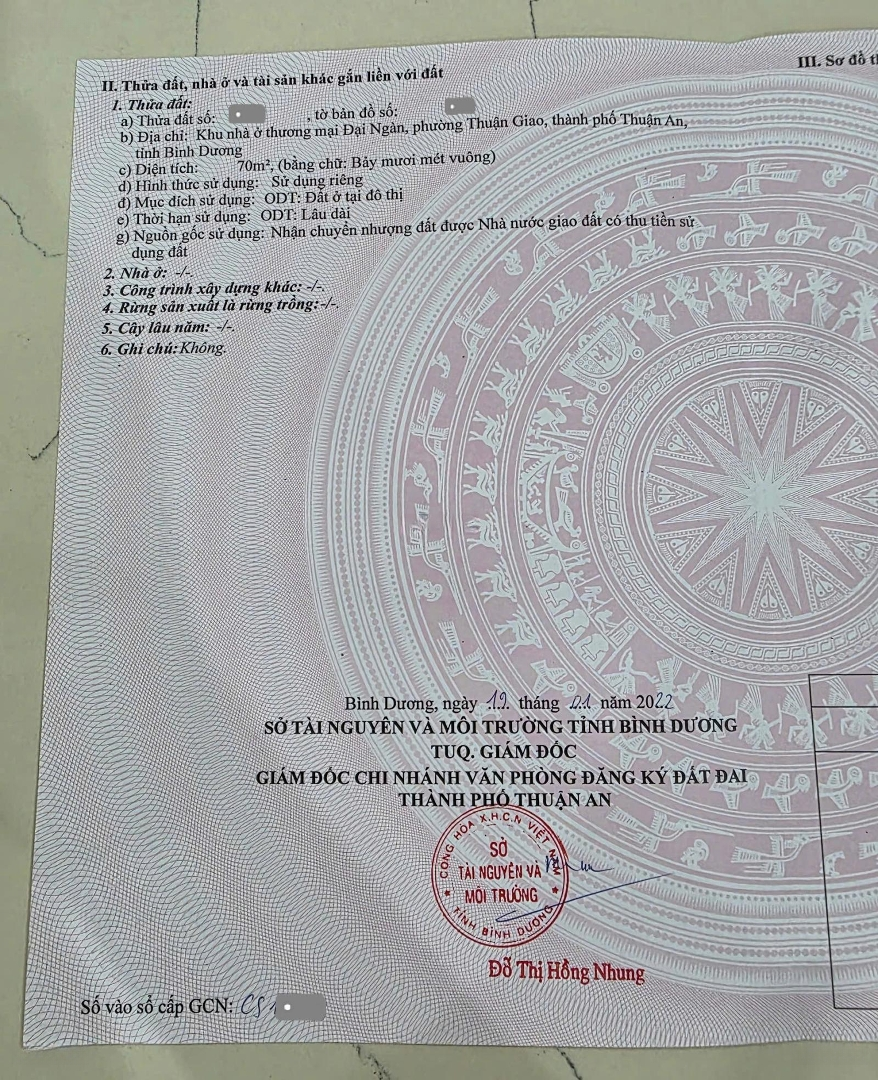 II. Thửa đất, nhà ở và tài sản khác gắn liền với đất
III. Sơ đồ t
1. Thửa đất:
a) Thửa đất số: , tờ bản đồ số:
b) Địa chỉ: Khu nhà ở thương mại Đại Ngàn, phường Thuận Giao, thành phố Thuận An,
tỉnh Bình Dương
c) Diện tích: 70m², (bằng chữ: Bảy mươi mét vuông)
d) Hình thức sử dụng: Sử dụng riêng
đ) Mục đích sử dụng: ODT: Đất ở tại đô thị
e) Thời hạn sử dụng: ODT: Lâu dài
g) Nguồn gốc sử dụng: Nhận chuyển nhượng đất được Nhà nước giao đất có thu tiền sử
dụng đất
2. Nhà ở: -/-.
3. Công trình xây dựng khác: -/-.
4. Rừng sản xuất là rừng trồng:-/-.
5. Cây lâu năm: -/-.
6. Ghi chú: Không.
Bình Dương, ngày 19 tháng 01 năm 2022
SỞ TÀI NGUYÊN VÀ MÔI TRƯỜNG TỈNH BÌNH DƯƠNG
TUQ. GIÁM ĐỐC
GIÁM ĐỐC CHI NHÁNH VĂN PHÒNG ĐĂNG KÝ ĐẤT ĐAI
THÀNH PHỐ THUẬN AN
CỘNG HÒA X.H.C.N VIỆT NAM
SỞ
TÀI NGUYÊN VÀ
MÔI TRƯỜNG
TỈNH BÌNH DƯƠNG
Đỗ Thị Hồng Nhung
Số vào sổ cấp GCN: CS